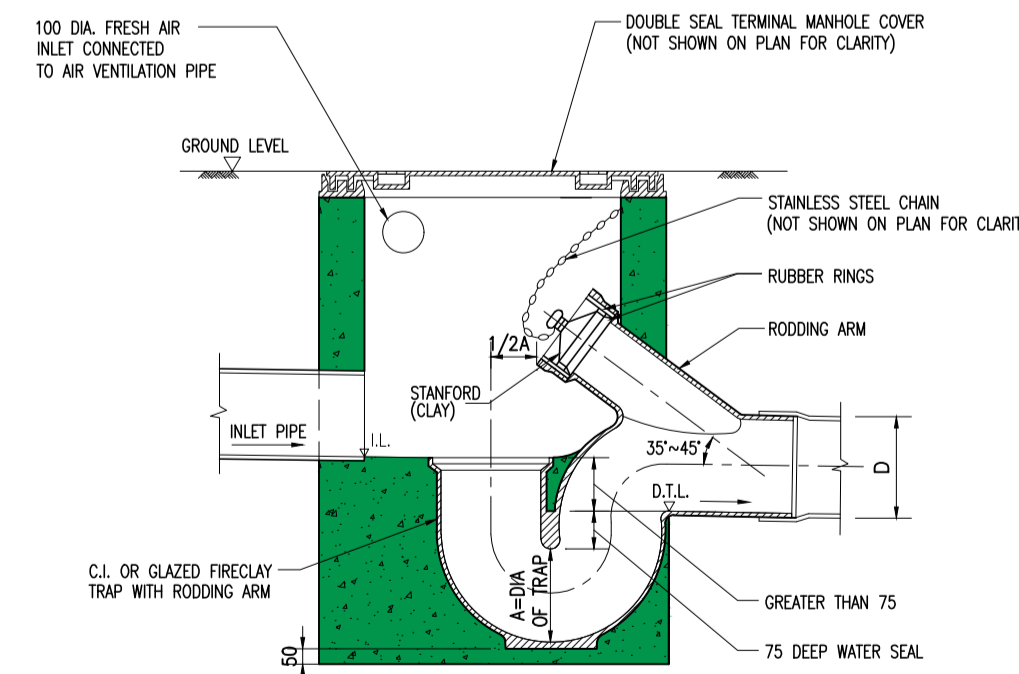 100 DIA. FRESH AIR
INLET CONNECTED
TO AIR VENTILATION PIPE
DOUBLE SEAL TERMINAL MANHOLE COVER
(NOT SHOWN ON PLAN FOR CLARITY)
GROUND LEVEL
STAINLESS STEEL CHAIN
(NOT SHOWN ON PLAN FOR
RUBBER RINGS
RODDING ARM
1/2A
STANFORD
(CLAY)
INLET PIPE
I.L.
35°~45°
D
D.T.L.
A=DIA
OF TRAP
C.I. OR GLAZED FIRECLAY
TRAP WITH RODDING ARM
GREATER THAN 75
75 DEEP WATER SEAL
50